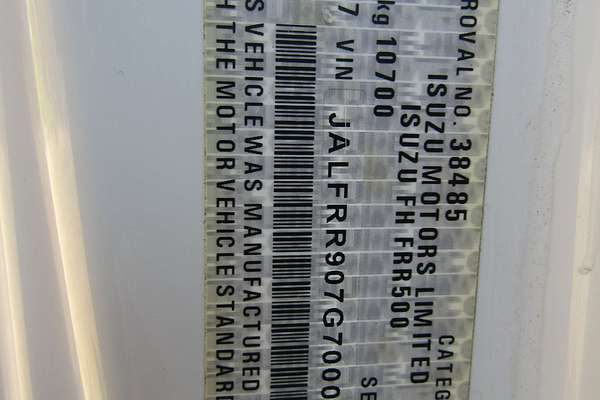 ROVAL NO. 38485 CATEG
ISUZU MOTORS LIMITED
ISUZU FH FRR500
kg 10700 SE
7 VIN JALFRR907G7000
S VEHICLE WAS MANUFACTURED
H THE MOTOR VEHICLE STANDARD